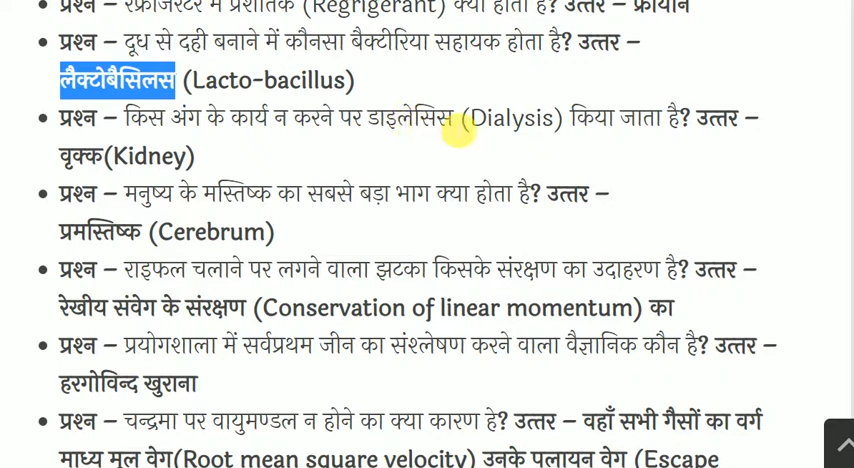 प्रश्न – रेफ्रीजरेटर में प्रशीतक (Regrigerant) क्या होता है? उत्तर – फ्रीयॉन
प्रश्न – दूध से दही बनाने में कौनसा बैक्टीरिया सहायक होता है? उत्तर –
लैक्टोबैसिलस (Lacto-bacillus)
प्रश्न – किस अंग के कार्य न करने पर डाइलेसिस (Dialysis) किया जाता है? उत्तर –
वृक्क(Kidney)
प्रश्न – मनुष्य के मस्तिष्क का सबसे बड़ा भाग क्या होता है? उत्तर –
प्रमस्तिष्क (Cerebrum)
प्रश्न – राइफल चलाने पर लगने वाला झटका किसके संरक्षण का उदाहरण है? उत्तर –
रेखीय संवेग के संरक्षण (Conservation of linear momentum) का
प्रश्न – प्रयोगशाला में सर्वप्रथम जीन का संश्लेषण करने वाला वैज्ञानिक कौन है? उत्तर –
हरगोविन्द खुराना
प्रश्न – चन्द्रमा पर वायुमण्डल न होने का क्या कारण हे? उत्तर – वहाँ सभी गैसों का वर्ग
माध्य मूल वेग(Root mean square velocity) उनके पलायन वेग (Escape